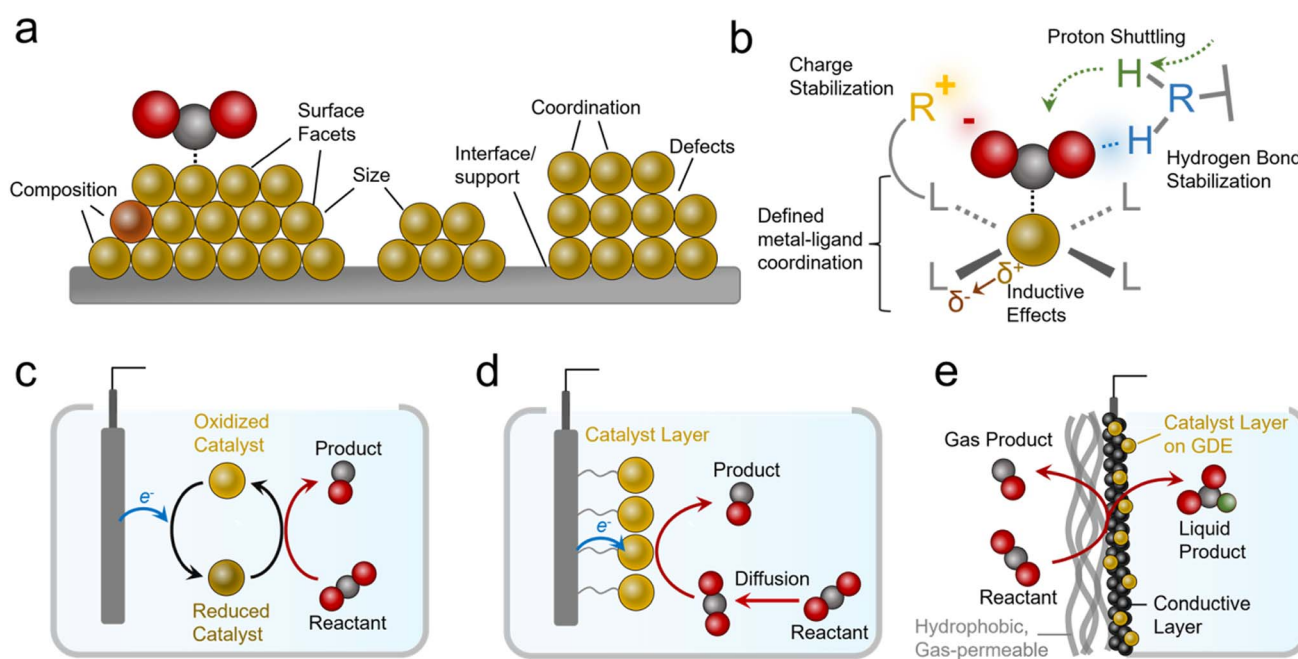 a
Surface
Facets
Composition
Size
Interface/
support
Coordination
Defects
b
Proton Shuttling
Charge
Stabilization
R
+
-
H
R
H
Hydrogen Bond
Stabilization
Defined
metal-ligand
coordination
L
L
L
L
δ-
δ+
Inductive
Effects
c
Oxidized
Catalyst
Product
e-
Reduced
Catalyst
Reactant
d
Catalyst Layer
Product
e-
Diffusion
Reactant
e
Gas Product
Catalyst Layer
on GDE
Liquid
Product
Reactant
Conductive
Layer
Hydrophobic,
Gas-permeable